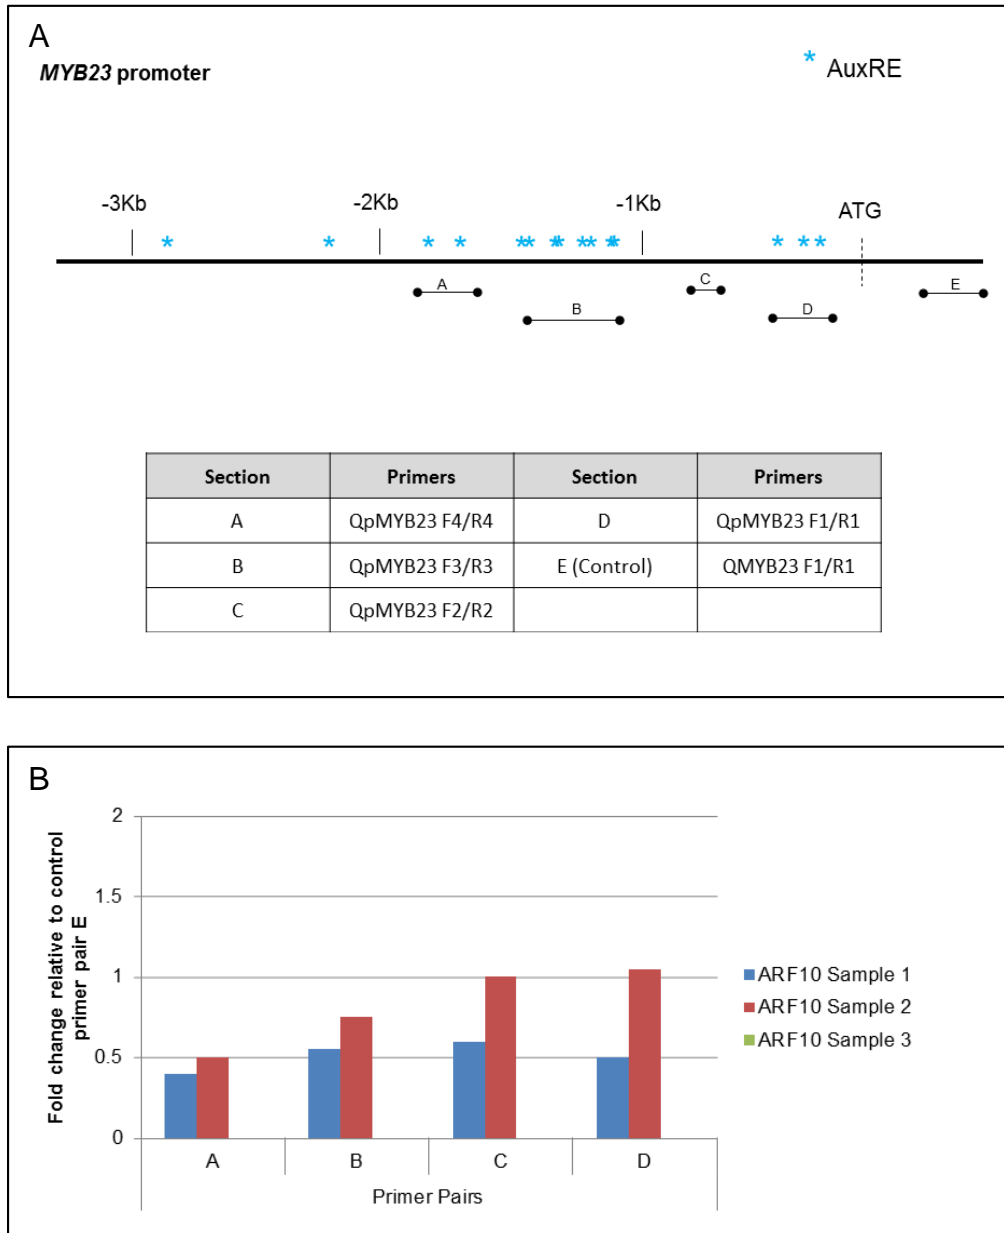 A
MYB23 promoter
* AuxRE
-3Kb -2Kb -1Kb ATG
* * * * * * * * * * * * * * *
A C E
B D
Section Primers Section Primers
A QpMYB23 F4/R4 D QpMYB23 F1/R1
B QpMYB23 F3/R3 E (Control) QMYB23 F1/R1
C QpMYB23 F2/R2
B
Fold change relative to control
primer pair E
2
1.5
1
0.5
0
A B C D
Primer Pairs
ARF10 Sample 1
ARF10 Sample 2
ARF10 Sample 3